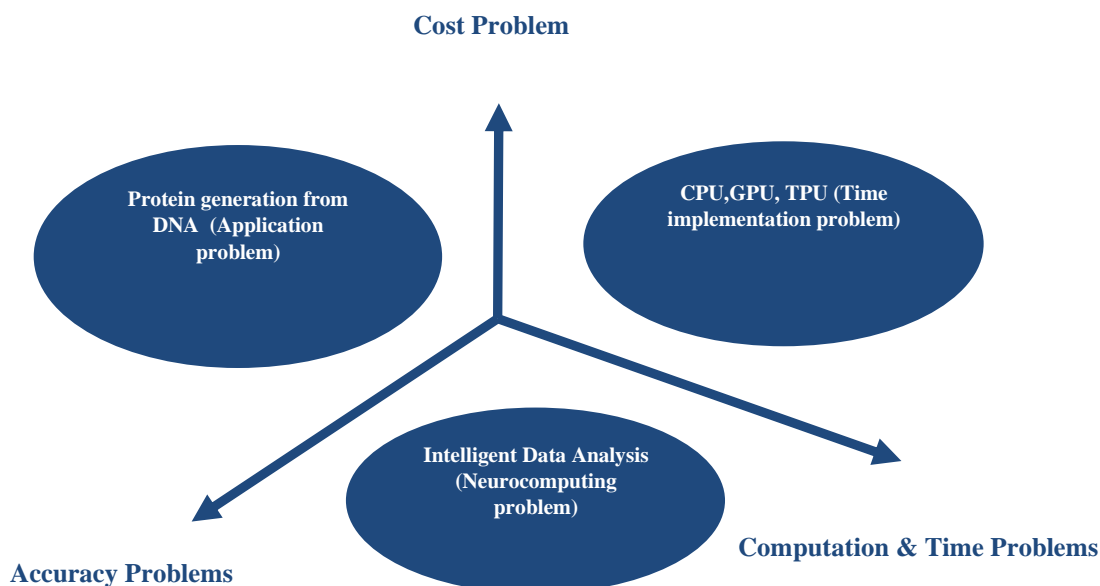 Cost Problem
Protein generation from
DNA (Application
problem)
CPU,GPU, TPU (Time
implementation problem)
Intelligent Data Analysis
(Neurocomputing
problem)
Computation & Time Problems
Accuracy Problems